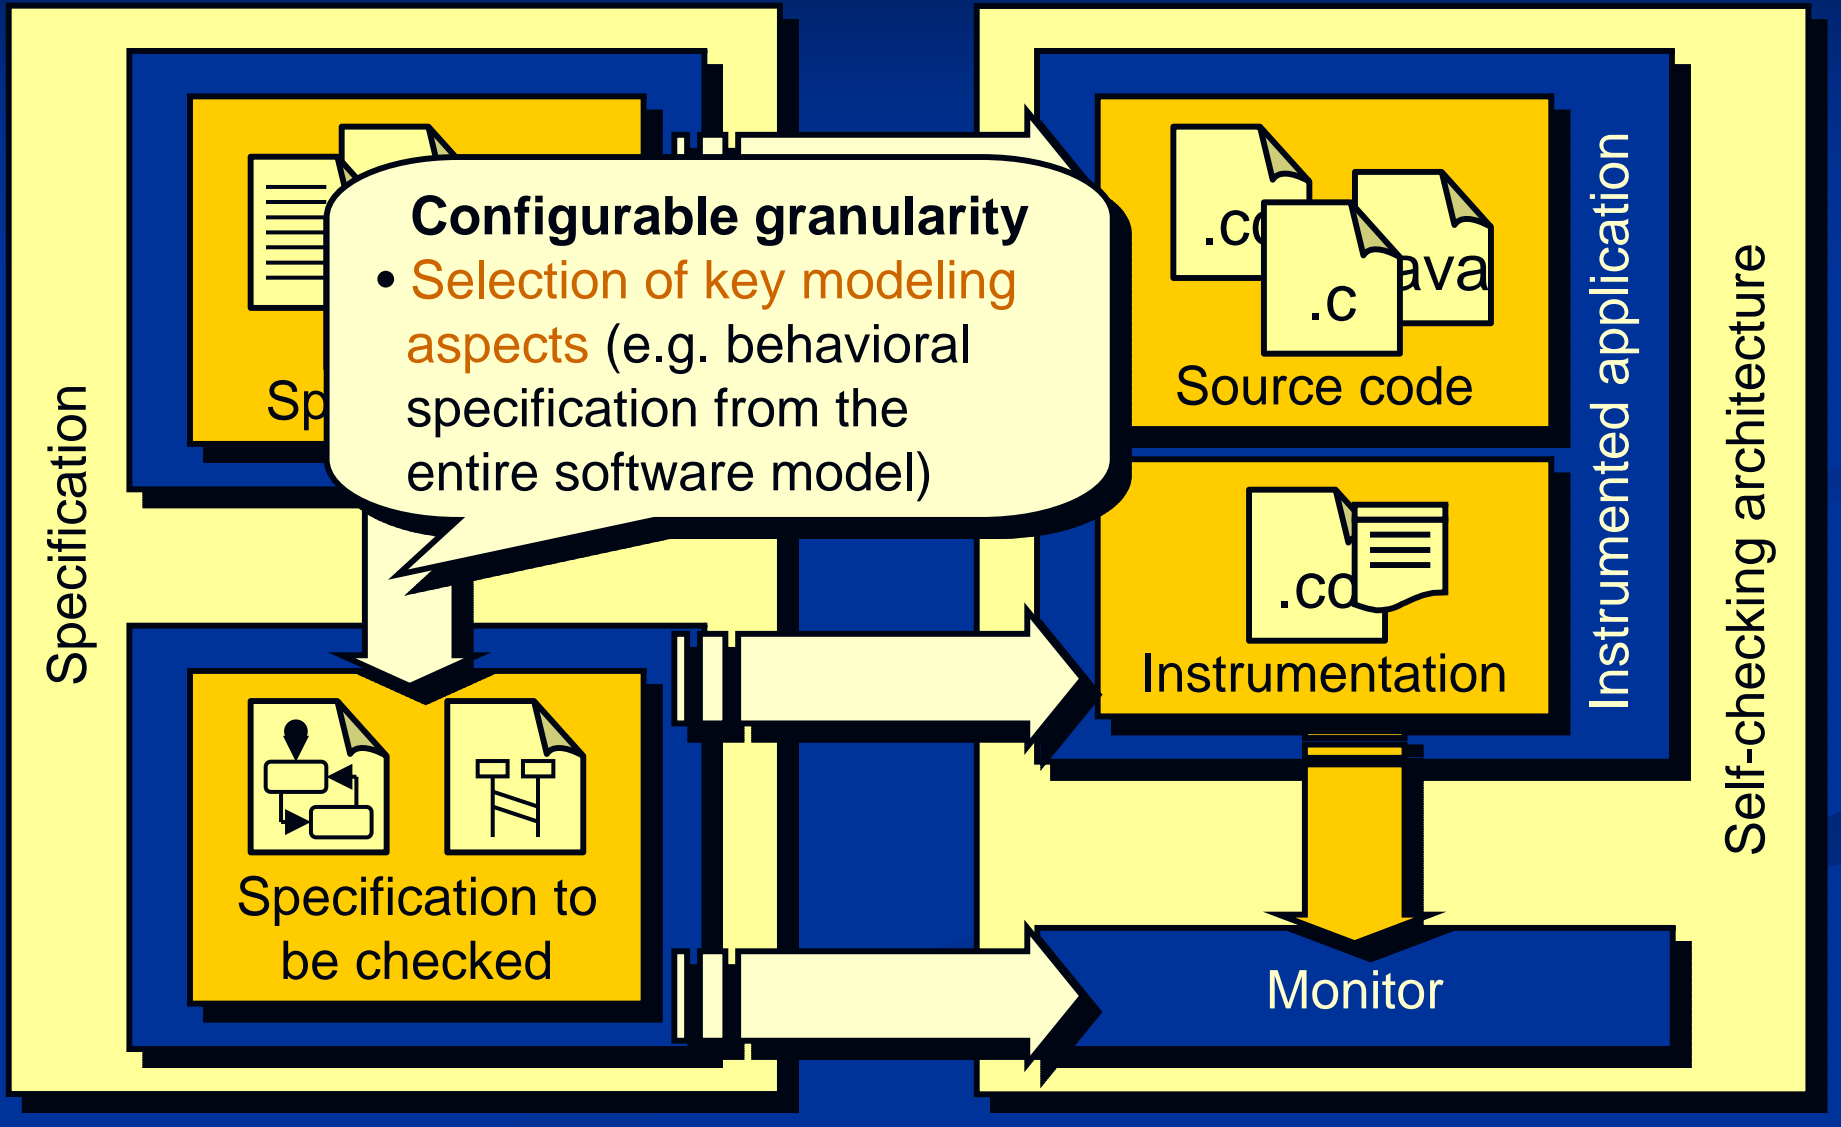 Specification
Configurable granularity
• Selection of key modeling
aspects (e.g. behavioral
specification from the
entire software model)
Specification to
be checked
.c
Source code
Instrumentation
Instrumented application
Monitor
Self-checking architecture